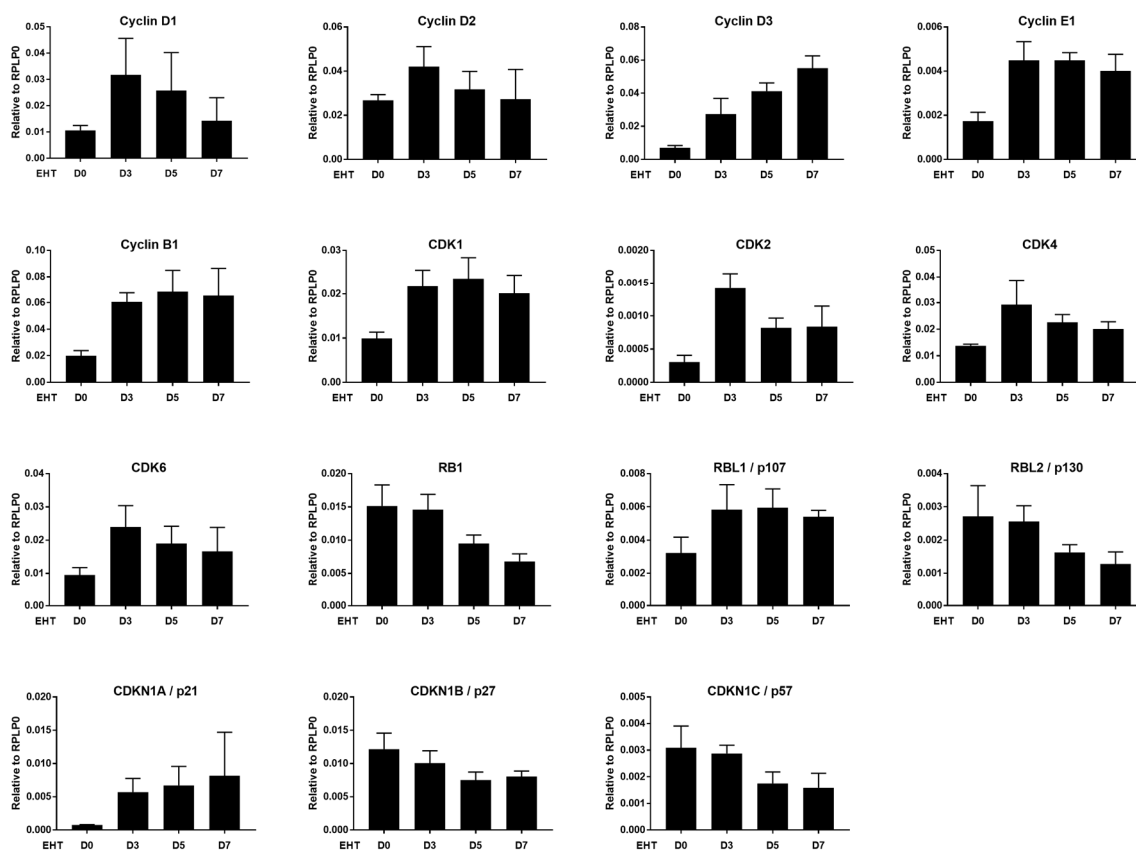 Cyclin D1
Relative to RPLP0
0.05
0.04
0.03
0.02
0.01
0.00
EHT D0 D3 D5 D7
Cyclin D2
Relative to RPLP0
0.06
0.04
0.02
0.00
EHT D0 D3 D5 D7
Cyclin D3
Relative to RPLP0
0.08
0.06
0.04
0.02
0.00
EHT D0 D3 D5 D7
Cyclin E1
Relative to RPLP0
0.006
0.004
0.002
0.000
EHT D0 D3 D5 D7
Cyclin B1
Relative to RPLP0
0.10
0.08
0.06
0.04
0.02
0.00
EHT D0 D3 D5 D7
CDK1
Relative to RPLP0
0.03
0.02
0.01
0.00
EHT D0 D3 D5 D7
CDK2
Relative to RPLP0
0.0020
0.0015
0.0010
0.0005
0.0000
EHT D0 D3 D5 D7
CDK4
Relative to RPLP0
0.05
0.04
0.03
0.02
0.01
0.00
EHT D0 D3 D5 D7
CDK6
Relative to RPLP0
0.04
0.03
0.02
0.01
0.00
EHT D0 D3 D5 D7
RB1
Relative to RPLP0
0.020
0.015
0.010
0.005
0.000
EHT D0 D3 D5 D7
RBL1 / p107
Relative to RPLP0
0.008
0.006
0.004
0.002
0.000
EHT D0 D3 D5 D7
RBL2 / p130
Relative to RPLP0
0.004
0.003
0.002
0.001
0.000
EHT D0 D3 D5 D7
CDKN1A / p21
Relative to RPLP0
0.020
0.015
0.010
0.005
0.000
EHT D0 D3 D5 D7
CDKN1B / p27
Relative to RPLP0
0.020
0.015
0.010
0.005
0.000
EHT D0 D3 D5 D7
CDKN1C / p57
Relative to RPLP0
0.005
0.004
0.003
0.002
0.001
0.000
EHT D0 D3 D5 D7